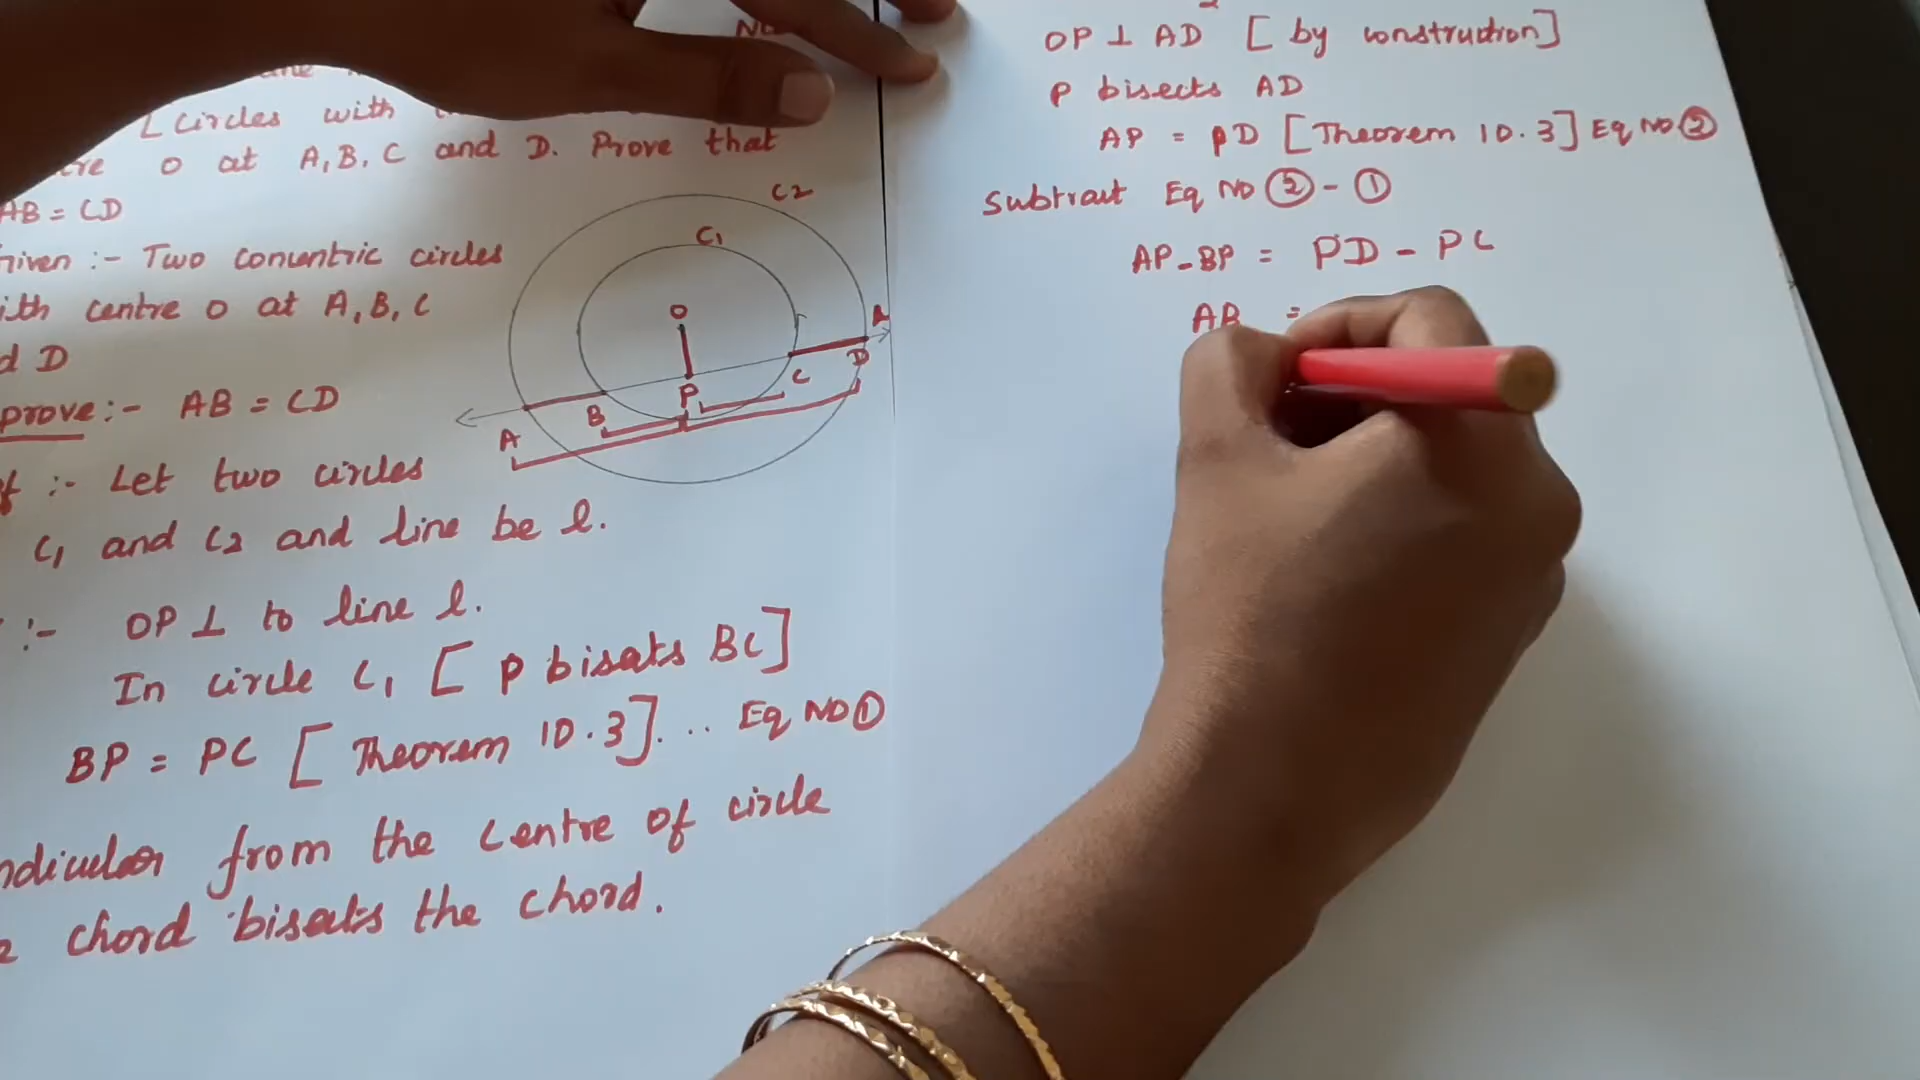 Circles with
O at A, B, C and D. Prove that
AB = CD
:- Two concentric circles
with centre O at A, B, C
D
prove :- AB = CD
:- Let two circles
C1 and C2 and line be l.
:- OP ⊥ to line l.
In circle C1 [ P bisects BC ]
BP = PC [ Theorem 10.3 ]... Eq NO ①
from the centre of circle
chord bisects the chord.
C2
C1
O
P
A
B
C
D
OP ⊥ AD [ by construction ]
P bisects AD
AP = PD [ Theorem 10.3 ] Eq NO ②
Subtract Eq NO ② - ①
AP - BP = PD - PC
AB =